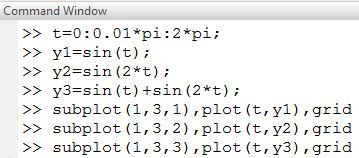 Command Window
>> t=0:0.01*pi:2*pi;
>> y1=sin(t);
>> y2=sin(2*t);
>> y3=sin(t)+sin(2*t);
>> subplot(1,3,1),plot(t,y1),grid
>> subplot(1,3,2),plot(t,y2),grid
>> subplot(1,3,3),plot(t,y3),grid